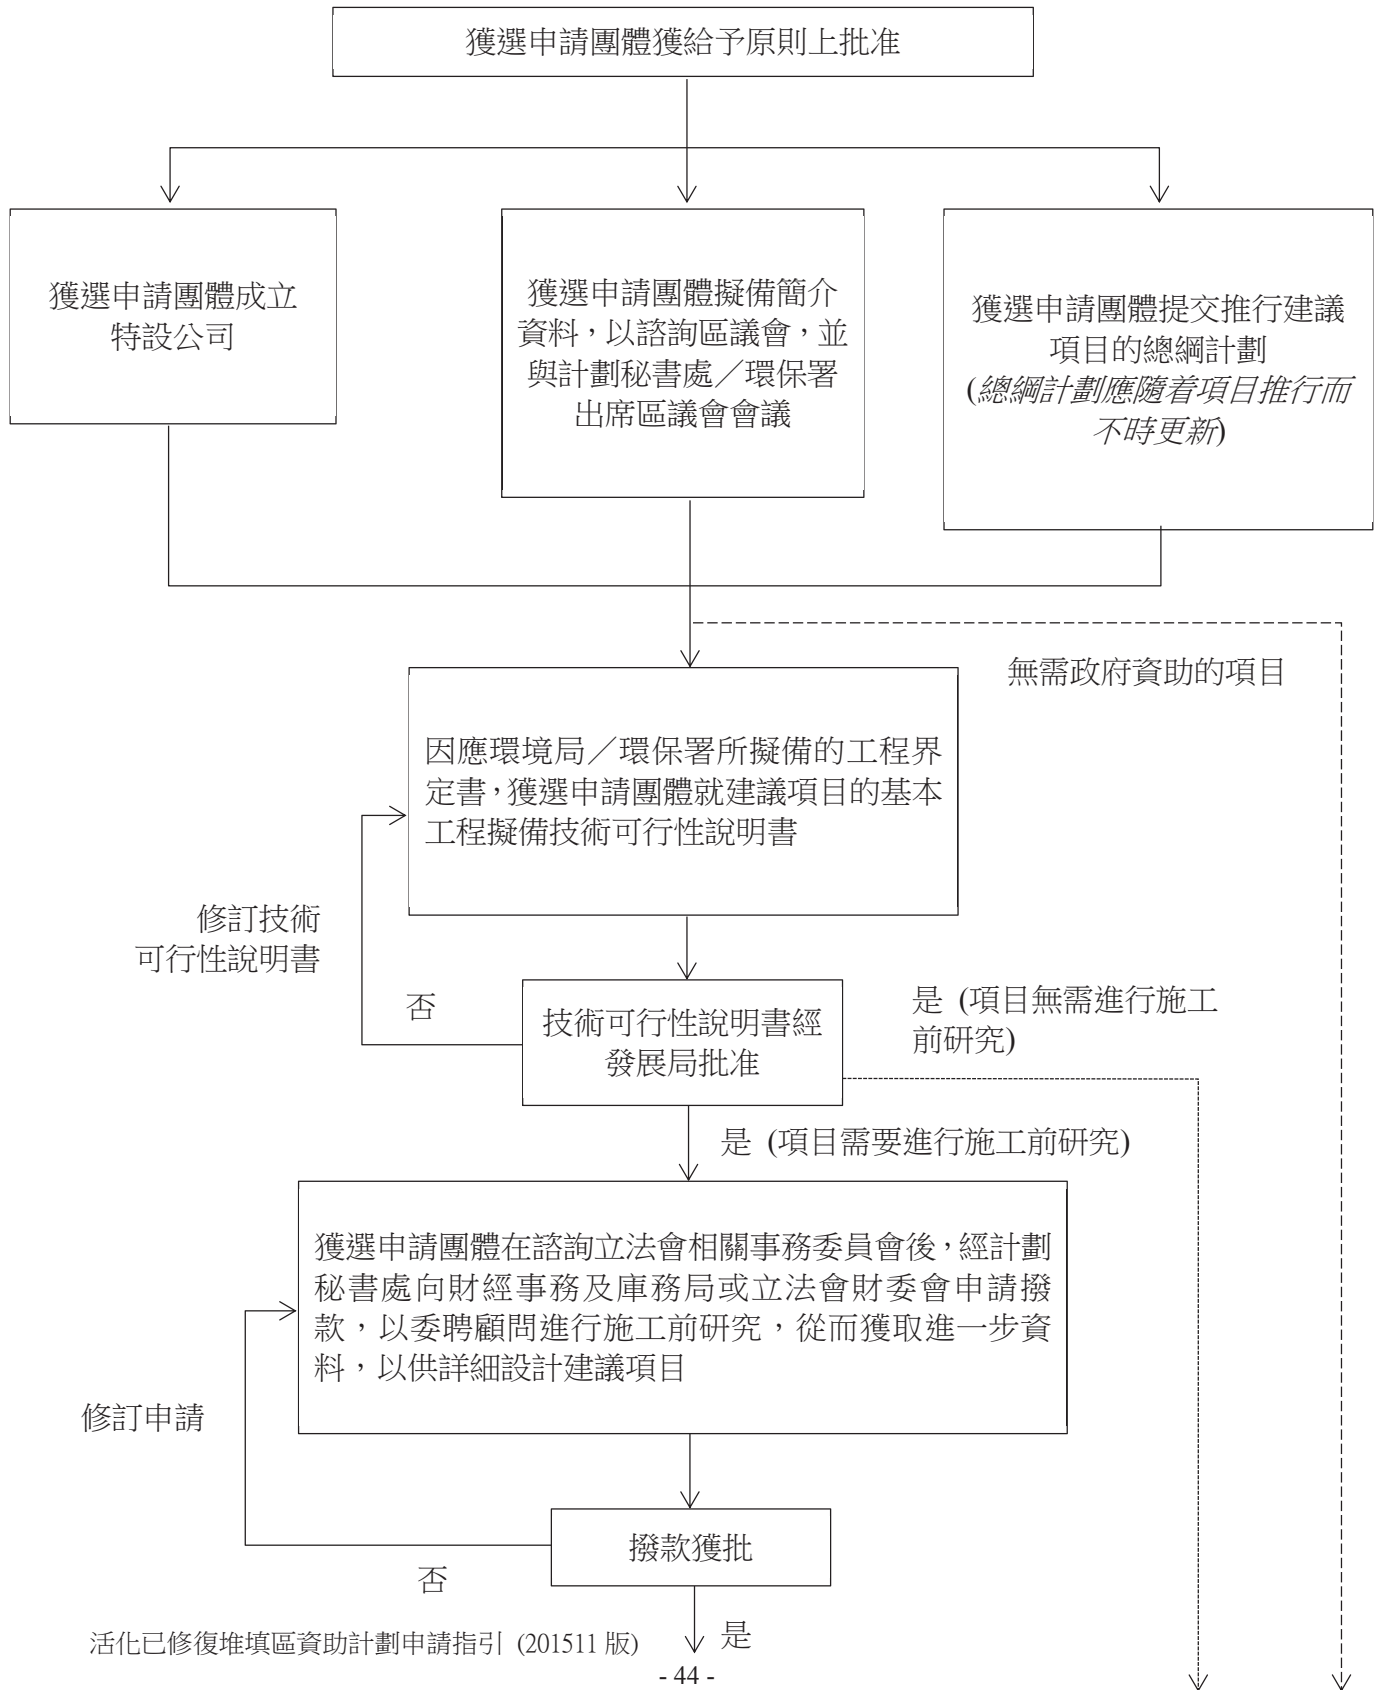 獲選申請團體獲給予原則上批准
獲選申請團體成立
特設公司
獲選申請團體擬備簡介
資料，以諮詢區議會，並
與計劃秘書處／環保署
出席區議會會議
獲選申請團體提交推行建議
項目的總綱計劃
(總綱計劃應隨着項目推行而
不時更新)
無需政府資助的項目
因應環境局／環保署所擬備的工程界
定書，獲選申請團體就建議項目的基本
工程擬備技術可行性說明書
修訂技術
可行性說明書
否
技術可行性說明書經
發展局批准
是 (項目無需進行施工
前研究)
是 (項目需要進行施工前研究)
獲選申請團體在諮詢立法會相關事務委員會後，經計劃
秘書處向財經事務及庫務局或立法會財委會申請撥
款，以委聘顧問進行施工前研究，從而獲取進一步資
料，以供詳細設計建議項目
修訂申請
撥款獲批
否
是
活化已修復堆填區資助計劃申請指引 (201511 版)
- 44 -